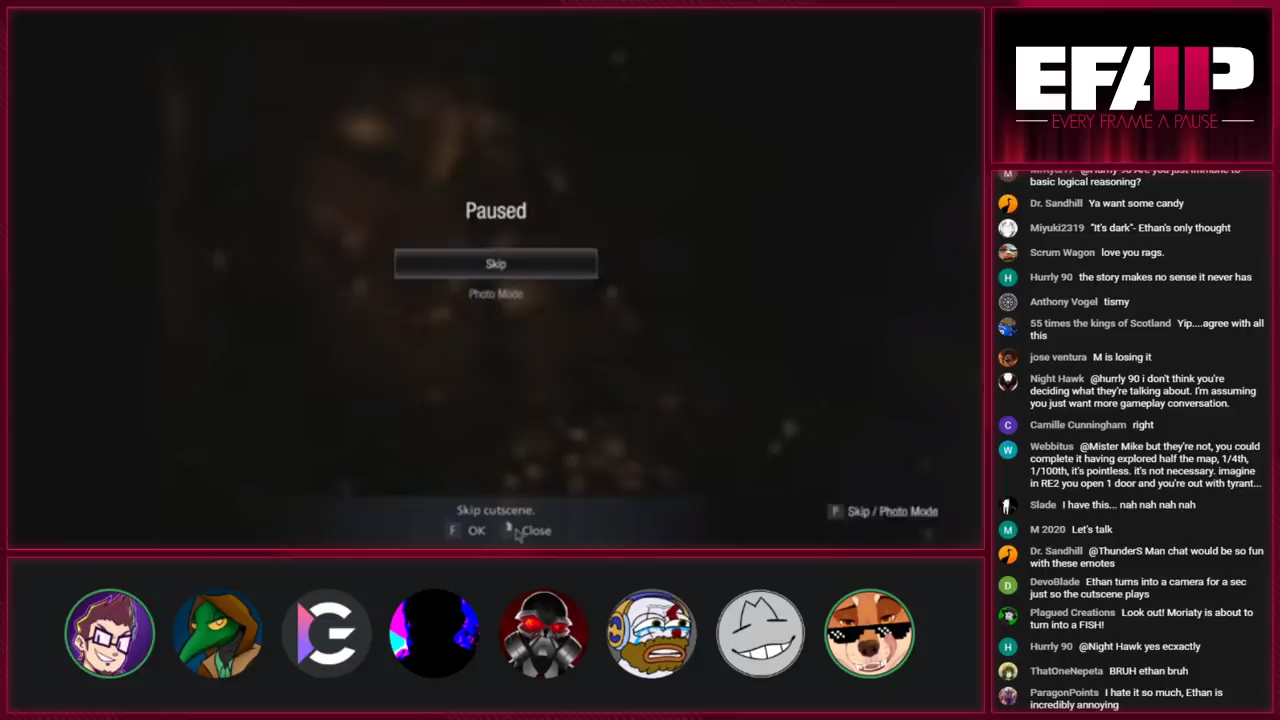 Paused
Skip
Photo Mode
Skip cutscene.
F OK Close
F Skip / Photo Mode
EFAP
EVERY FRAME A PAUSE
basic logical reasoning?
Dr. Sandhill Ya want some candy
Miyuki2319 "It's dark"- Ethan's only thought
Scrum Wagon love you rags.
H Hurrly 90 the story makes no sense it never has
Anthony Vogel tismy
55 times the kings of Scotland Yip....agree with all
this
jose ventura M is losing it
Night Hawk @hurrly 90 i don't think you're
deciding what they're talking about. I'm assuming
you just want more gameplay conversation.
C Camille Cunningham right
W Webbitus @Mister Mike but they're not, you could
complete it having explored half the map, 1/4th,
1/100th, it's pointless. it's not necessary. imagine
in RE2 you open 1 door and you're out with tyrant...
Slade I have this... nah nah nah nah
M M 2020 Let's talk
Dr. Sandhill @ThunderS Man chat would be so fun
with these emotes
D DevoBlade Ethan turns into a camera for a sec
just so the cutscene plays
Plagued Creations Look out! Moriaty is about to
turn into a FISH!
H Hurrly 90 @Night Hawk yes ecxactly
ThatOneNepeta BRUH ethan bruh
ParagonPoints I hate it so much, Ethan is
incredibly annoying